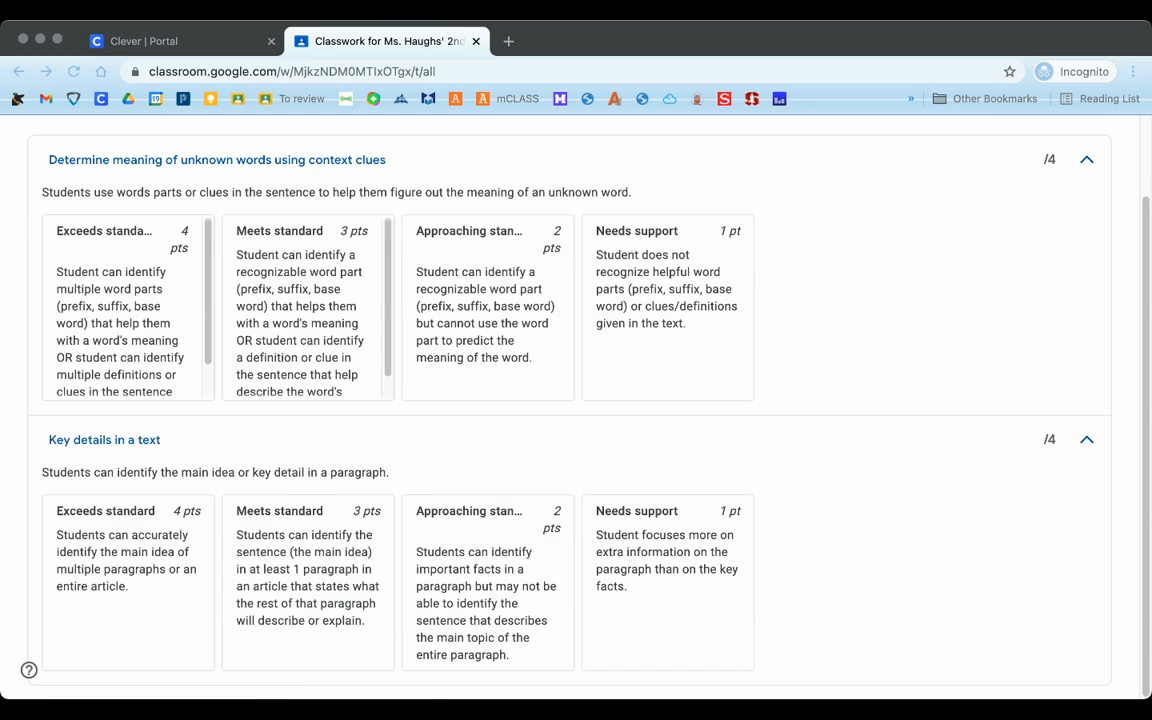 Clever | Portal
Classwork for Ms. Haughs' 2nd
classroom.google.com/w/MjkzNDM0MTIxOTgx/t/all
Incognito
To review
mCLASS
»
Other Bookmarks
Reading List
Determine meaning of unknown words using context clues
/4
Students use words parts or clues in the sentence to help them figure out the meaning of an unknown word.
Exceeds standa... 4
pts
Student can identify
multiple word parts
(prefix, suffix, base
word) that help them
with a word's meaning
OR student can identify
multiple definitions or
clues in the sentence
Meets standard 3 pts
Student can identify a
recognizable word part
(prefix, suffix, base
word) that helps them
with a word's meaning
OR student can identify
a definition or clue in
the sentence that help
describe the word's
Approaching stan... 2
pts
Student can identify a
recognizable word part
(prefix, suffix, base word)
but cannot use the word
part to predict the
meaning of the word.
Needs support 1 pt
Student does not
recognize helpful word
parts (prefix, suffix, base
word) or clues/definitions
given in the text.
Key details in a text
/4
Students can identify the main idea or key detail in a paragraph.
Exceeds standard 4 pts
Students can accurately
identify the main idea of
multiple paragraphs or an
entire article.
Meets standard 3 pts
Students can identify the
sentence (the main idea)
in at least 1 paragraph in
an article that states what
the rest of that paragraph
will describe or explain.
Approaching stan... 2
pts
Students can identify
important facts in a
paragraph but may not be
able to identify the
sentence that describes
the main topic of the
entire paragraph.
Needs support 1 pt
Student focuses more on
extra information on the
paragraph than on the key
facts.